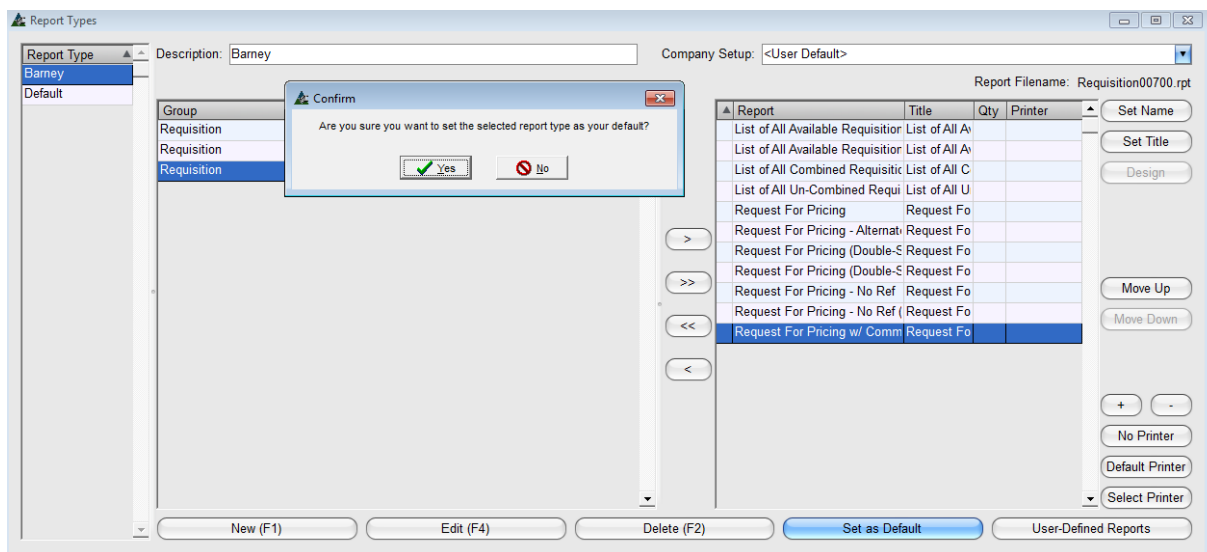 Report Types
Report Type
Barney
Default
Description: Barney
Company Setup: <User Default>
Report Filename: Requisition00700.rpt
Group
Requisition
Requisition
Requisition
Confirm
Are you sure you want to set the selected report type as your default?
Yes
No
Report Title Qty Printer
List of All Available Requisition List of All Av
List of All Available Requisition List of All Av
List of All Combined Requisitic List of All C
List of All Un-Combined Requi List of All U
Request For Pricing Request Fo
Request For Pricing - Alternate Request Fo
Request For Pricing (Double-S Request Fo
Request For Pricing (Double-S Request Fo
Request For Pricing - No Ref Request Fo
Request For Pricing - No Ref ( Request Fo
Request For Pricing w/ Comm Request Fo
>
>>
<<
<
Set Name
Set Title
Design
Move Up
Move Down
+ -
No Printer
Default Printer
Select Printer
New (F1) Edit (F4) Delete (F2) Set as Default User-Defined Reports